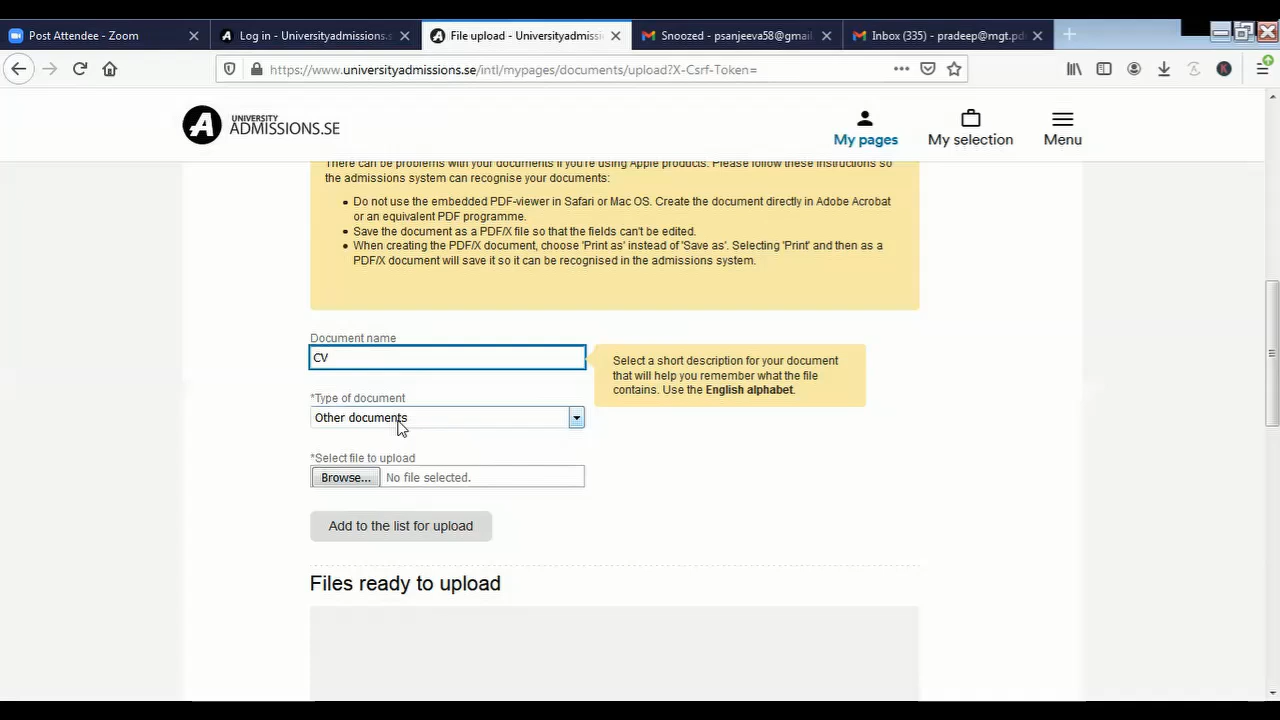 Post Attendee - Zoom
Log in - Universityadmissions.
File upload - Universityadmissi
Snoozed - psanjeeva58@gmail
Inbox (335) - pradeep@mgt.pd
https://www.universityadmissions.se/intl/mypages/documents/upload?X-Csrf-Token=
A
UNIVERSITY
ADMISSIONS.SE
My pages
My selection
Menu
There can be problems with your documents if you're using Apple products. Please follow these instructions so
the admissions system can recognise your documents:
Do not use the embedded PDF-viewer in Safari or Mac OS. Create the document directly in Adobe Acrobat
or an equivalent PDF programme.
Save the document as a PDF/X file so that the fields can't be edited.
When creating the PDF/X document, choose 'Print as' instead of 'Save as'. Selecting 'Print' and then as a
PDF/X document will save it so it can be recognised in the admissions system.
Document name
CV
Select a short description for your document
that will help you remember what the file
contains. Use the English alphabet.
*Type of document
Other documents
*Select file to upload
Browse... No file selected.
Add to the list for upload
Files ready to upload